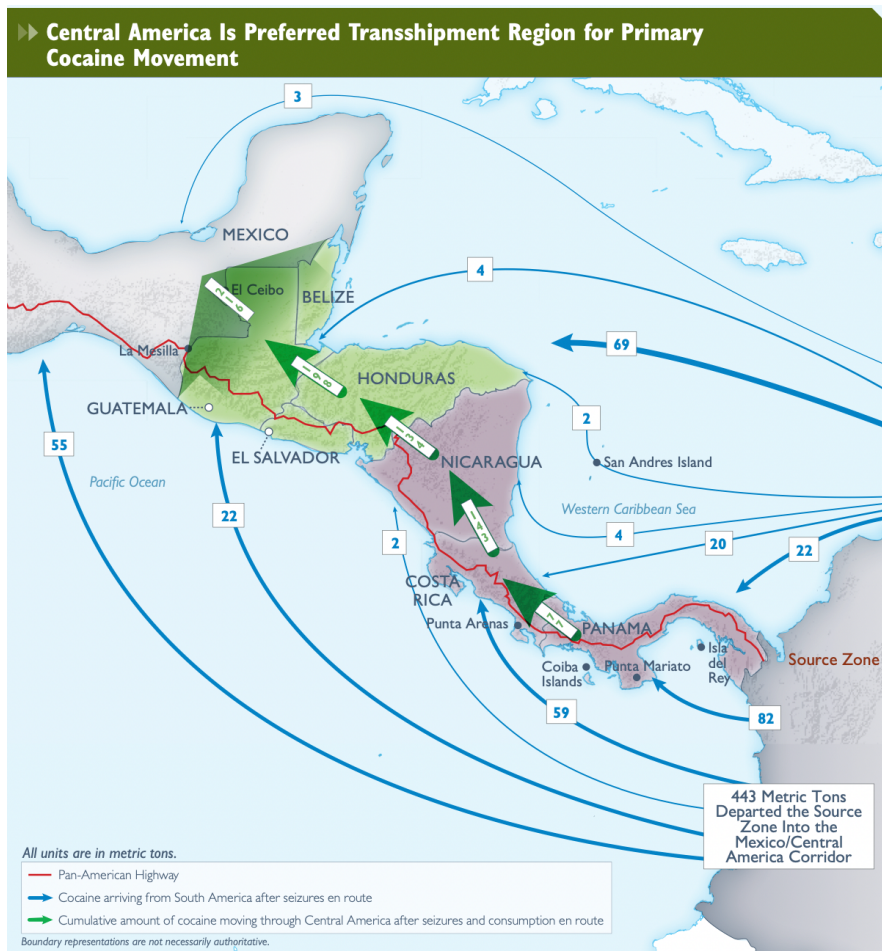 Central America Is Preferred Transshipment Region for Primary
Cocaine Movement
3
MEXICO
4
El Ceibo
216
BELIZE
69
La Mesilla
198
HONDURAS
GUATEMALA
2
134
55
EL SALVADOR
NICARAGUA
San Andres Island
Pacific Ocean
Western Caribbean Sea
22
143
2
4
20
22
COSTA
RICA
77
Punta Arenas
PANAMA
Isla
del
Rey
Source Zone
Coiba
Islands
Punta Mariato
59
82
443 Metric Tons
Departed the Source
Zone Into the
Mexico/Central
America Corridor
All units are in metric tons.
Pan-American Highway
Cocaine arriving from South America after seizures en route
Cumulative amount of cocaine moving through Central America after seizures and consumption en route
Boundary representations are not necessarily authoritative.